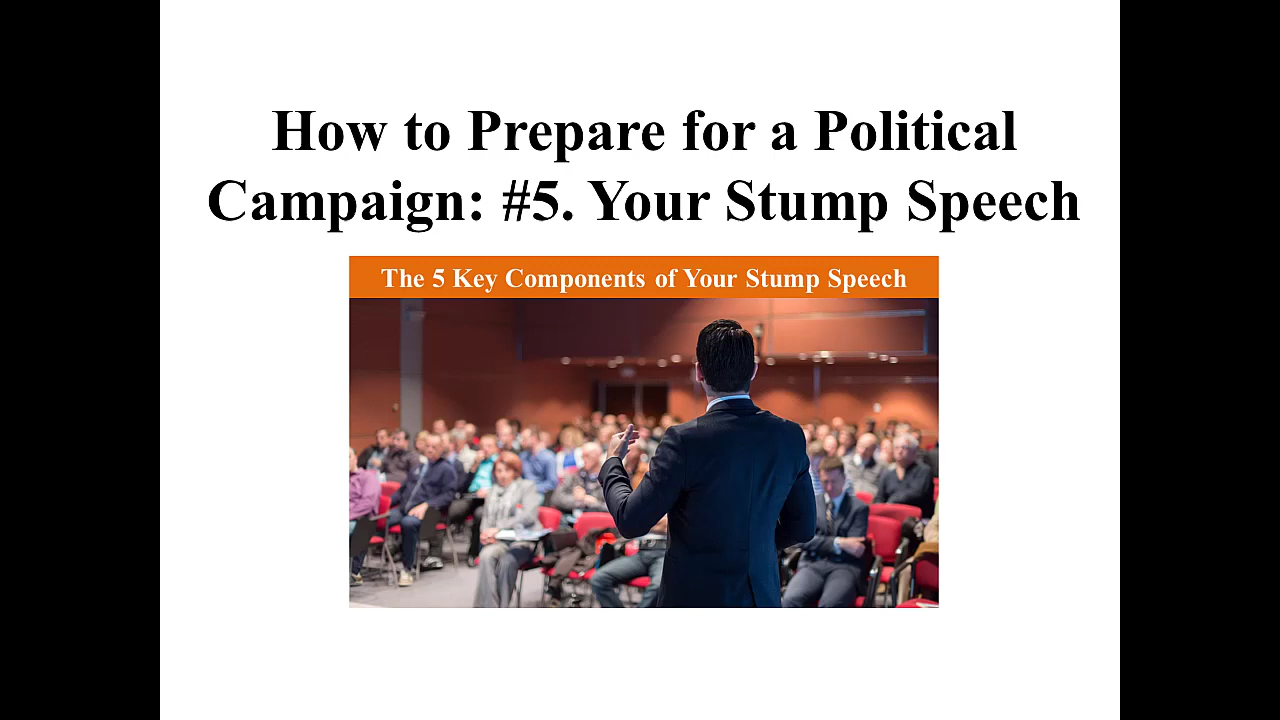 How to Prepare for a Political
Campaign: #5. Your Stump Speech
The 5 Key Components of Your Stump Speech